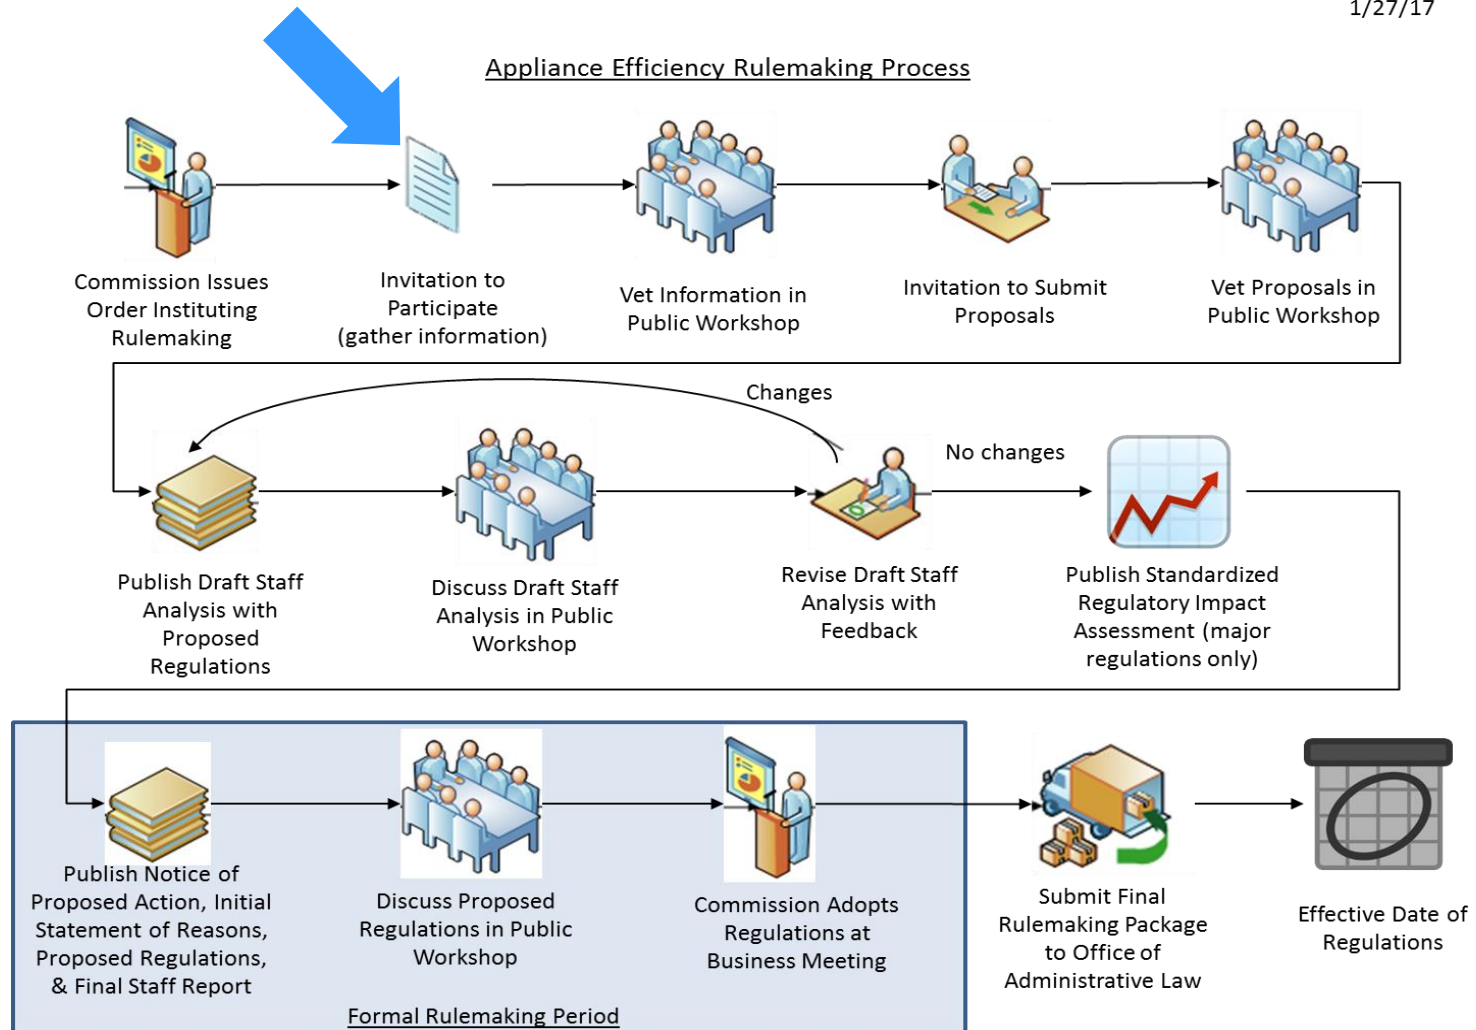 1/27/17
Appliance Efficiency Rulemaking Process
Commission Issues
Order Instituting
Rulemaking
Invitation to
Participate
(gather information)
Vet Information in
Public Workshop
Invitation to Submit
Proposals
Vet Proposals in
Public Workshop
Changes
No changes
Publish Draft Staff
Analysis with
Proposed
Regulations
Discuss Draft Staff
Analysis in Public
Workshop
Revise Draft Staff
Analysis with
Feedback
Publish Standardized
Regulatory Impact
Assessment (major
regulations only)
Publish Notice of
Proposed Action, Initial
Statement of Reasons,
Proposed Regulations,
& Final Staff Report
Discuss Proposed
Regulations in Public
Workshop
Commission Adopts
Regulations at
Business Meeting
Submit Final
Rulemaking Package
to Office of
Administrative Law
Effective Date of
Regulations
Formal Rulemaking Period